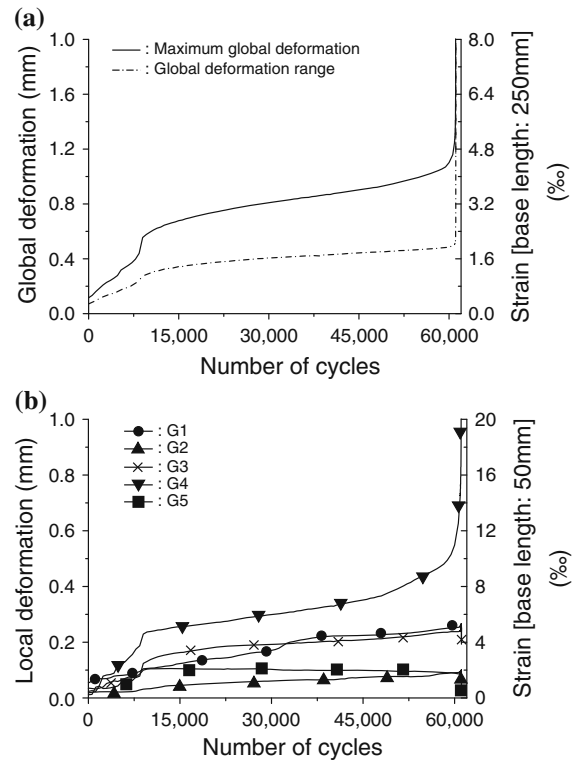 (a)
1.0
1.6
1.2
0.8
0.4
0.0
Global deformation (mm)
: Maximum global deformation
: Global deformation range
8.0
6.4
4.8
3.2
1.6
0.0
Strain [base length: 250mm]
(‰)
0
15,000
30,000
45,000
60,000
Number of cycles
(b)
1.0
0.8
0.6
0.4
0.2
0.0
Local deformation (mm)
: G1
: G2
: G3
: G4
: G5
20
16
12
8
4
0
Strain [base length: 50mm]
(‰)
0
15,000
30,000
45,000
60,000
Number of cycles